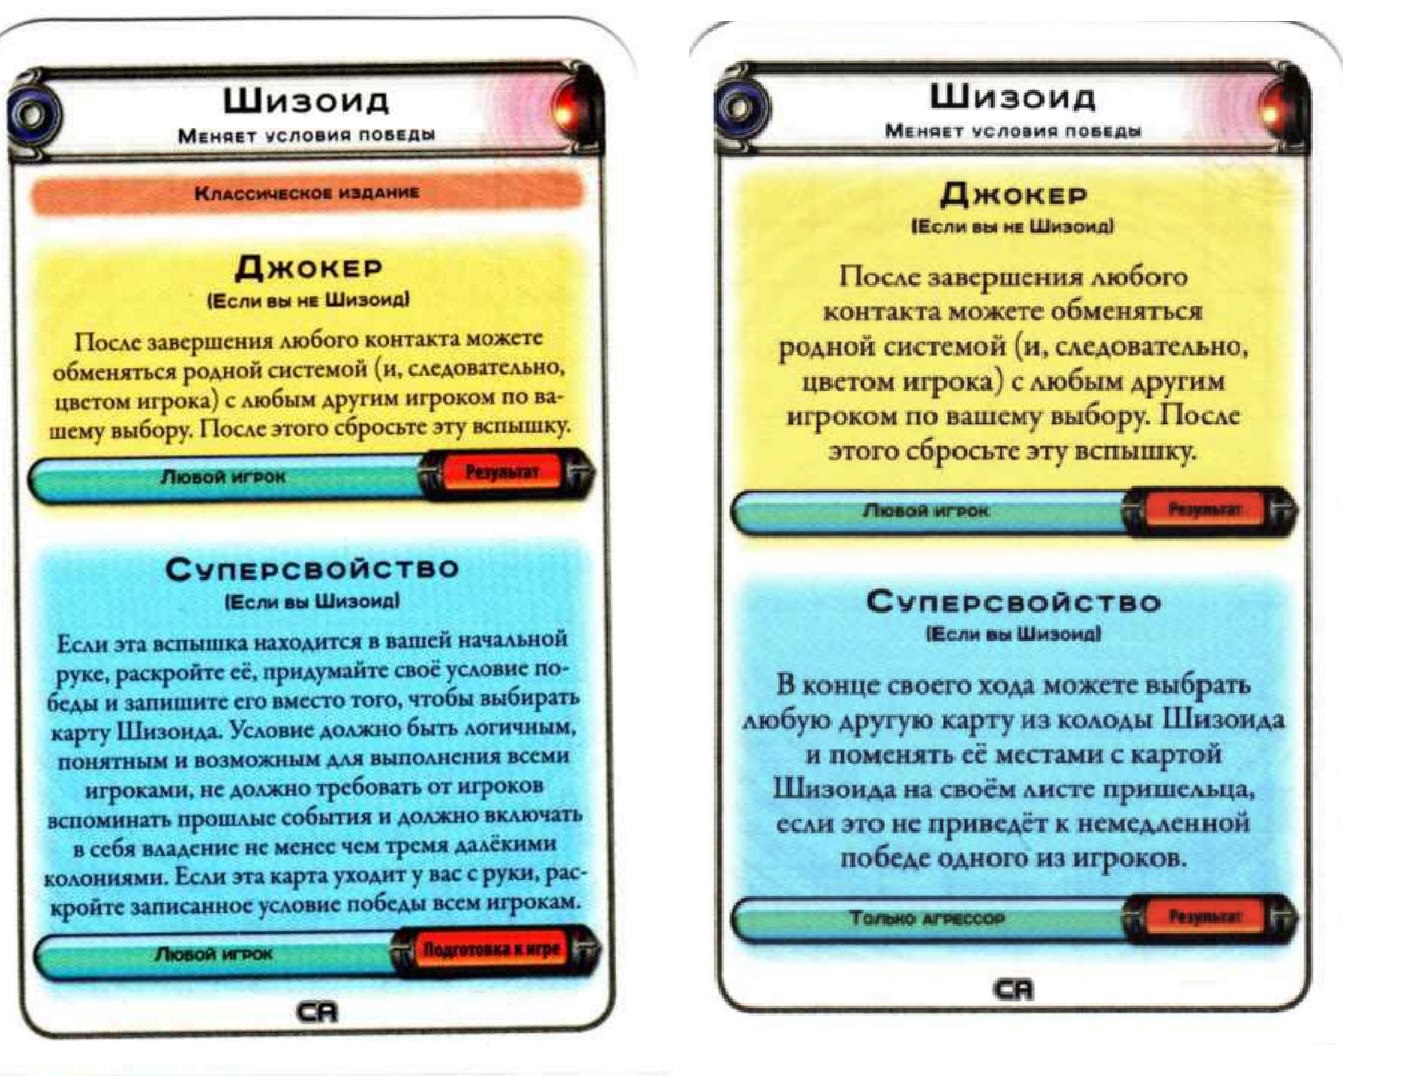 Шизоид
Меняет условия победы
Классическое издание
Джокер
(Если вы не Шизоид)
После завершения любого контакта можете
обменяться родной системой (и, следовательно,
цветом игрока) с любым другим игроком по ва-
шему выбору. После этого сбросьте эту вспышку.
Любой игрок
Результат
Суперсвойство
(Если вы Шизоид)
Если эта вспышка находится в вашей начальной
руке, раскройте её, придумайте своё условие по-
беды и запишите его вместо того, чтобы выбирать
карту Шизоида. Условие должно быть логичным,
понятным и возможным для выполнения всеми
игроками, не должно требовать от игроков
вспоминать прошлые события и должно включать
в себя владение не менее чем тремя далёкими
колониями. Если эта карта уходит у вас с руки, рас-
кройте записанное условие победы всем игрокам.
Любой игрок
Подготовка к игре
СА
Шизоид
Меняет условия победы
Джокер
(Если вы не Шизоид)
После завершения любого
контакта можете обменяться
родной системой (и, следовательно,
цветом игрока) с любым другим
игроком по вашему выбору. После
этого сбросьте эту вспышку.
Любой игрок
Результат
Суперсвойство
(Если вы Шизоид)
В конце своего хода можете выбрать
любую другую карту из колоды Шизоида
и поменять её местами с картой
Шизоида на своём листе пришельца,
если это не приведёт к немедленной
победе одного из игроков.
Только агрессор
Результат
СА